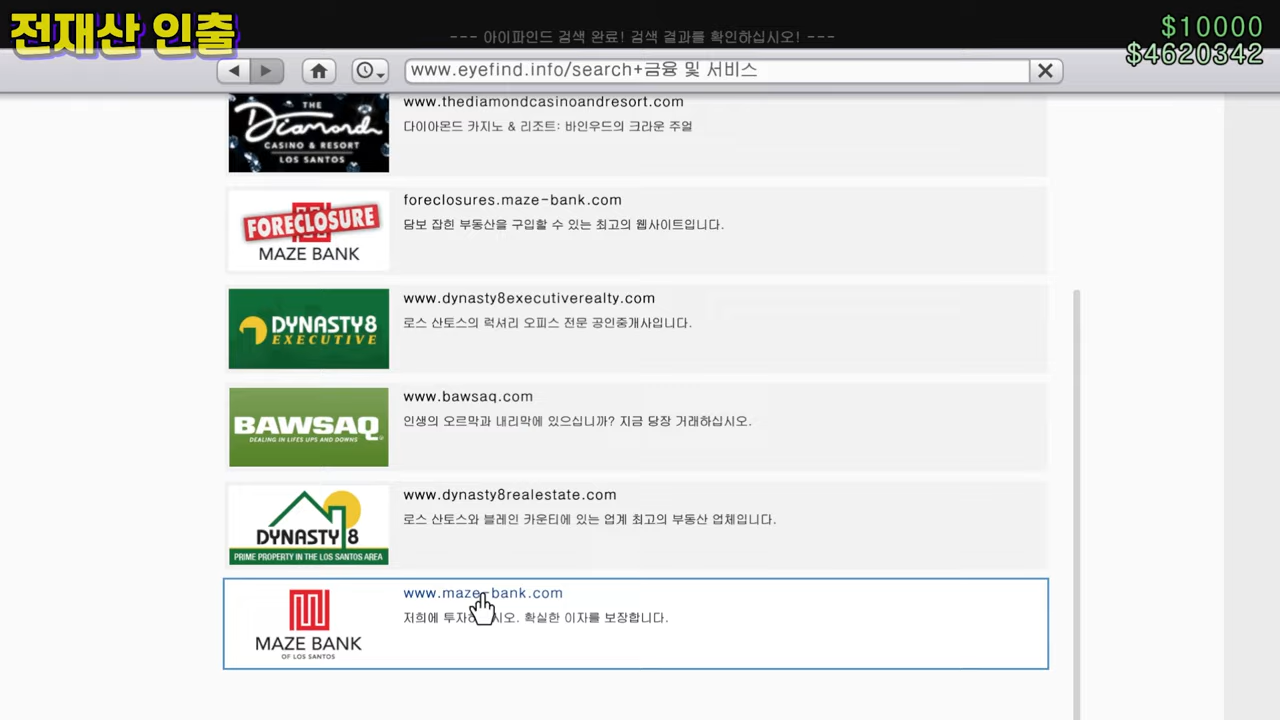 전재산 인출
--- 아이파인드 검색 완료! 검색 결과를 확인하십시오! ---
$10000
$4620342
www.eyefind.info/search+금융 및 서비스
THE
Diamond
CASINO & RESORT
LOS SANTOS
www.thediamondcasinoandresort.com
다이아몬드 카지노 & 리조트: 바인우드의 크라운 주얼
FORECLOSURE
MAZE BANK
foreclosures.maze-bank.com
담보 잡힌 부동산을 구입할 수 있는 최고의 웹사이트입니다.
DYNASTY8
EXECUTIVE
www.dynasty8executiverealty.com
로스 산토스의 럭셔리 오피스 전문 공인중개사입니다.
BAWSAQ
DEALING IN LIFES UPS AND DOWNS
www.bawsaq.com
인생의 오르막과 내리막에 있으십니까? 지금 당장 거래하십시오.
DYNASTY 8
PRIME PROPERTY IN THE LOS SANTOS AREA
www.dynasty8realestate.com
로스 산토스와 블레인 카운티에 있는 업계 최고의 부동산 업체입니다.
MAZE BANK
OF LOS SANTOS
www.maze-bank.com
저희에 확실한 이자를 보장합니다.